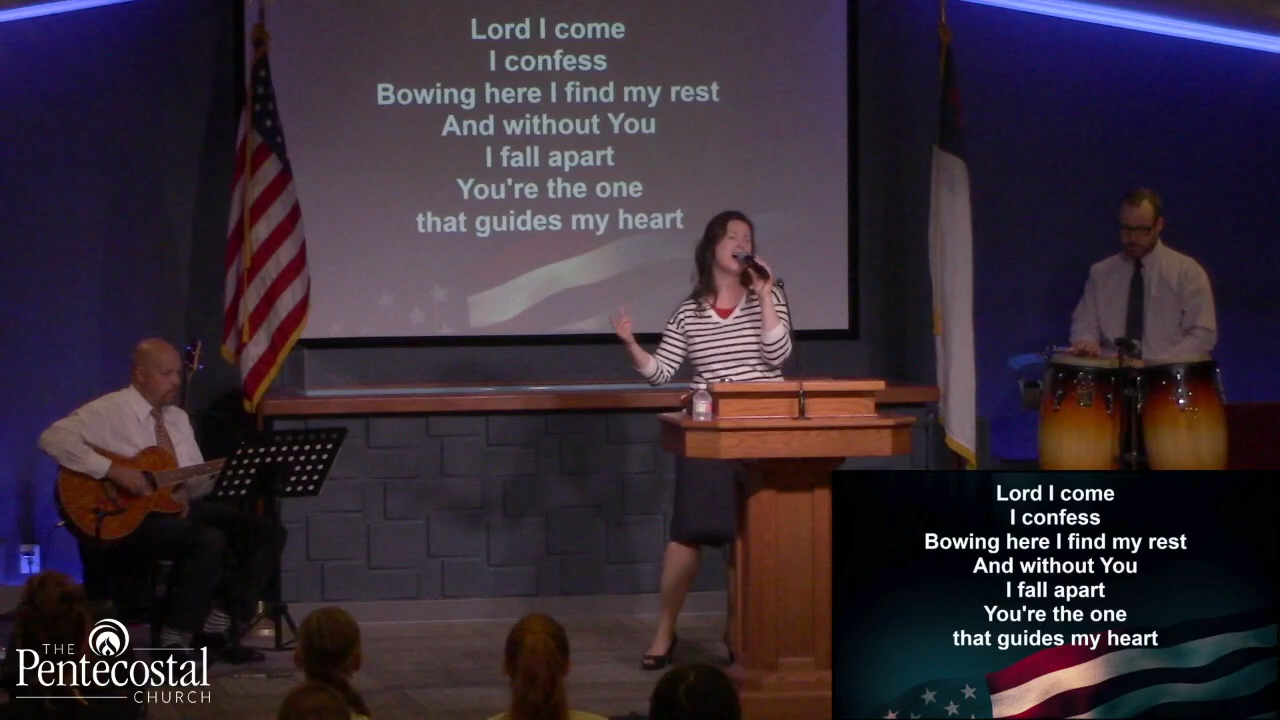 Lord I come
I confess
Bowing here I find my rest
And without You
I fall apart
You're the one
that guides my heart
Lord I come
I confess
Bowing here I find my rest
And without You
I fall apart
You're the one
that guides my heart
THE
Pentecostal
CHURCH